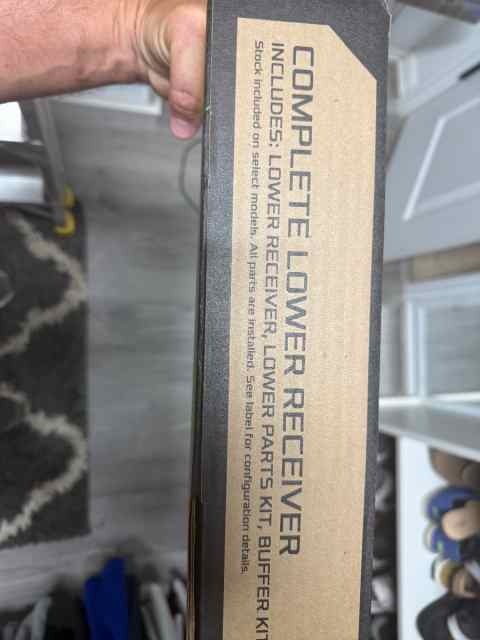 COMPLETE LOWER RECEIVER
INCLUDES: LOWER RECEIVER, LOWER PARTS KIT, BUFFER KIT
Stock included on select models. All parts are installed. See label for configuration details.